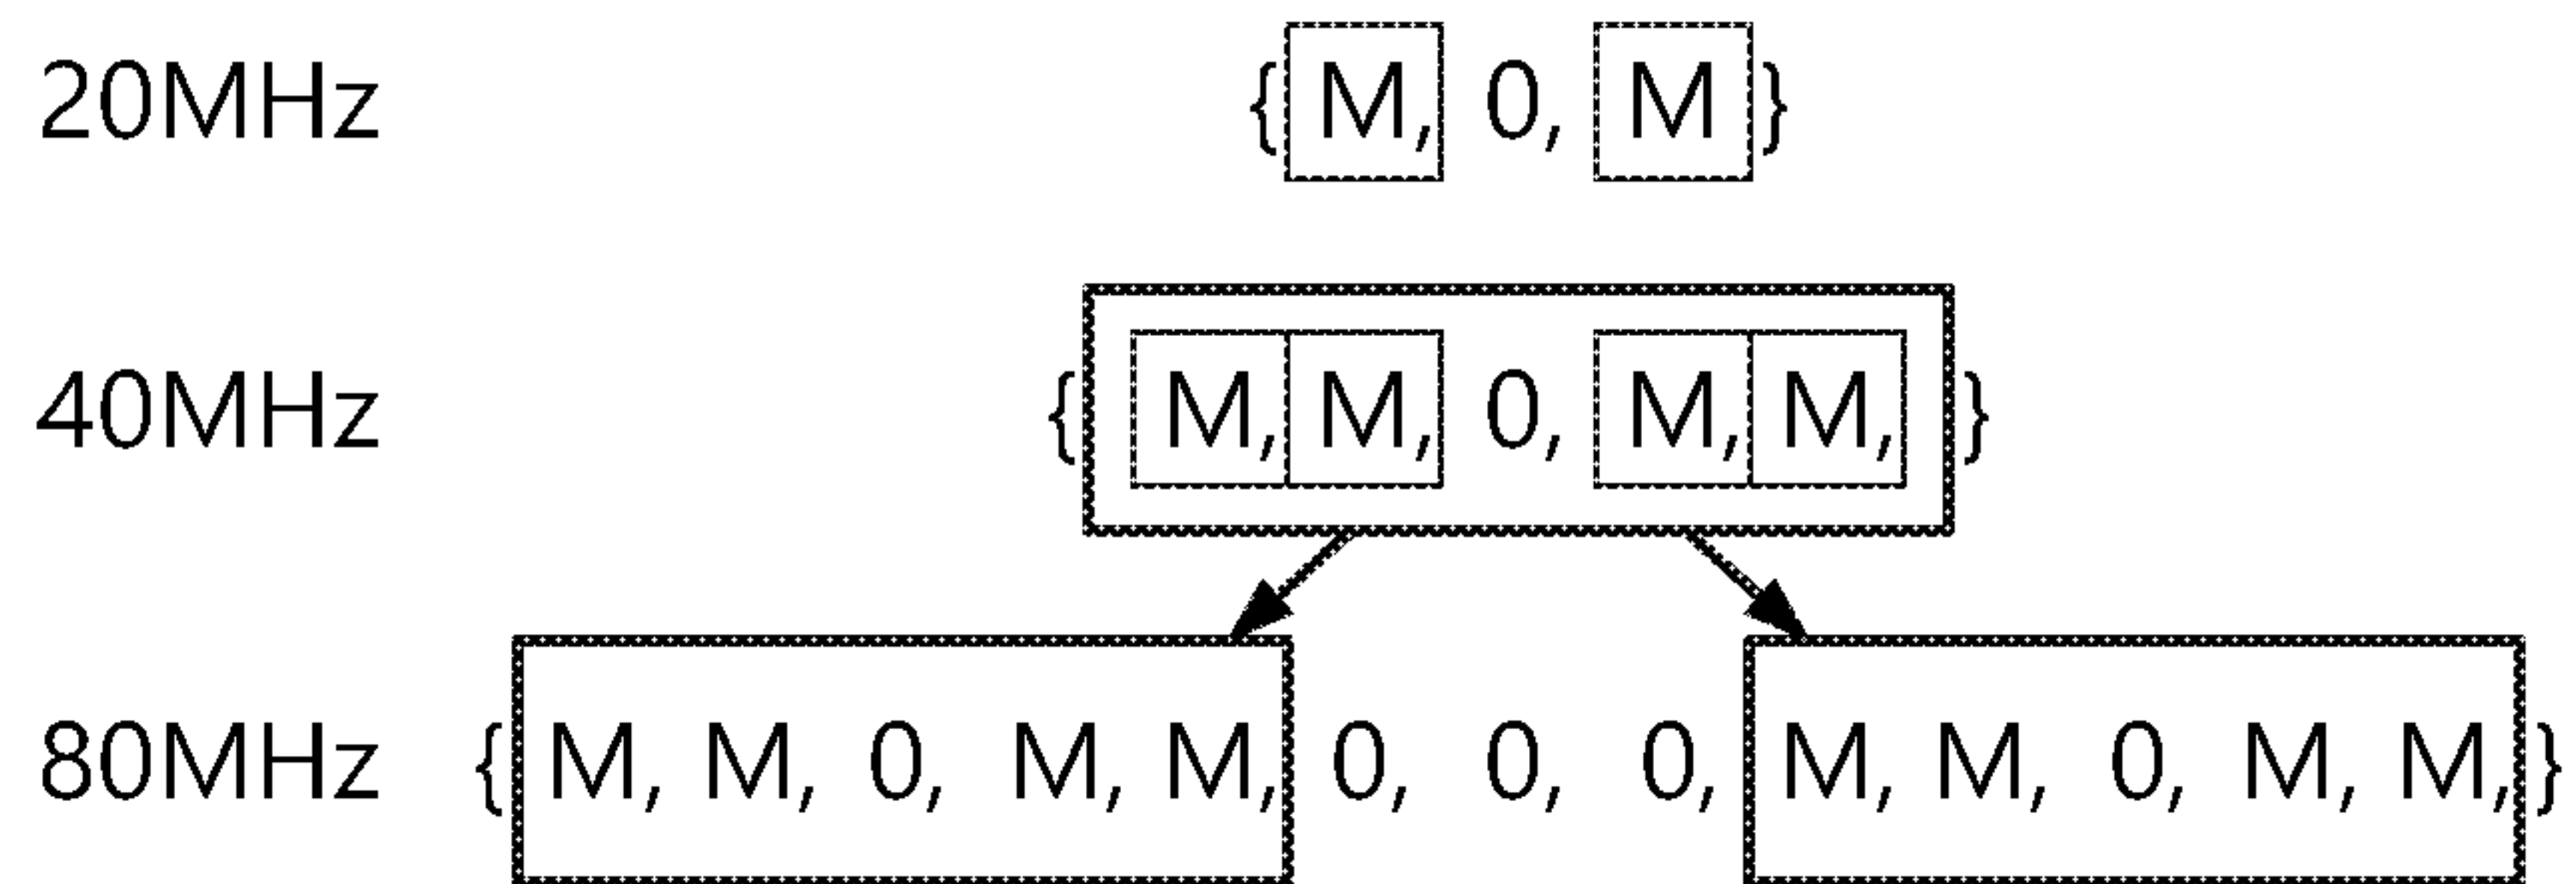 20MHz { M, 0, M }
40MHz { M, M, 0, M, M, }
80MHz { M, M, 0, M, M, 0, 0, 0, M, M, 0, M, M, }